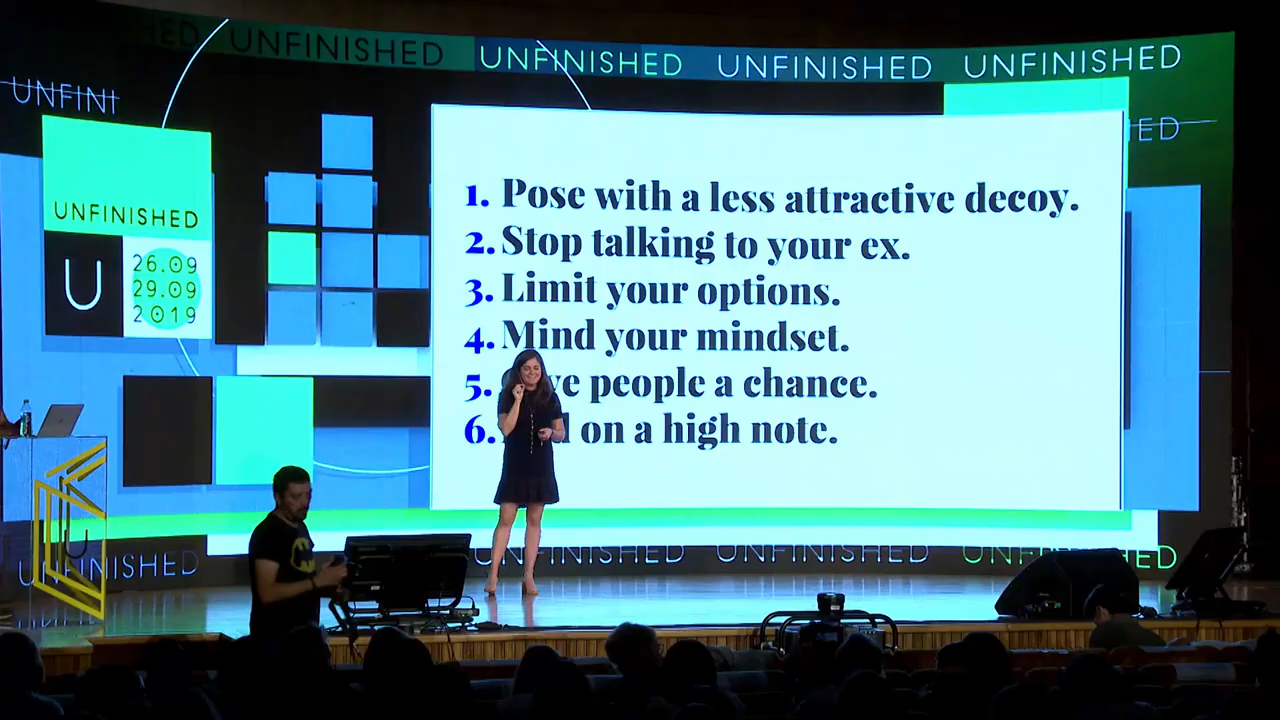 UNFINISHED
UNFINISHED
UNFINISHED
UNFINISHED
UNFINI
UNFINISHED
U
26.09
29.09
2019
1. Pose with a less attractive decoy.
2. Stop talking to your ex.
3. Limit your options.
4. Mind your mindset.
5. people a chance.
6. on a high note.
U
UNFINISHED
UNFINISHED
UNFINISHED